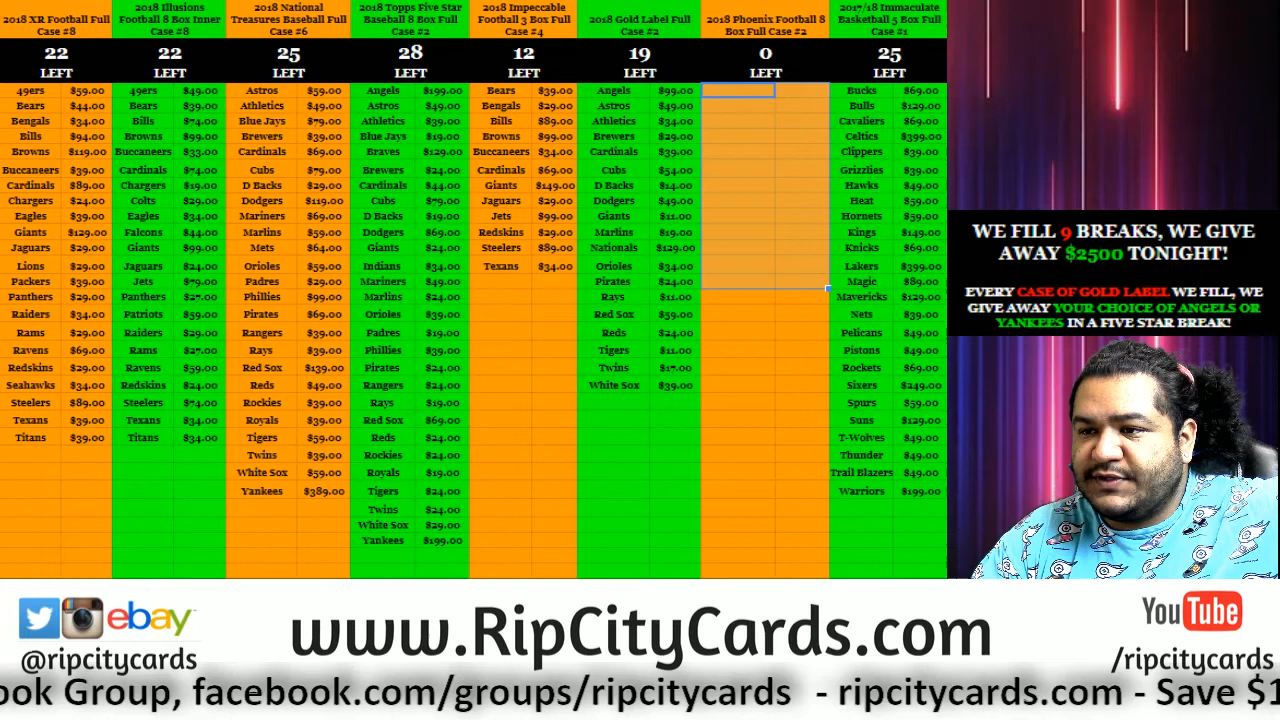 2018 XR Football Full Case #8
22
LEFT
49ers $59.00
Bears $44.00
Bengals $34.00
Bills $94.00
Browns $119.00
Buccaneers $39.00
Cardinals $89.00
Chargers $24.00
Eagles $39.00
Giants $129.00
Jaguars $29.00
Lions $29.00
Packers $39.00
Panthers $29.00
Raiders $34.00
Rams $29.00
Ravens $69.00
Redskins $29.00
Seahawks $34.00
Steelers $89.00
Texans $39.00
Titans $39.00
2018 Illusions
Football 8 Box Inner
Case #8
22
LEFT
49ers $49.00
Bears $39.00
Bills $74.00
Browns $99.00
Buccaneers $33.00
Cardinals $74.00
Chargers $19.00
Colts $29.00
Eagles $34.00
Falcons $44.00
Giants $99.00
Jaguars $24.00
Jets $79.00
Panthers $27.00
Patriots $59.00
Raiders $29.00
Rams $27.00
Ravens $59.00
Redskins $24.00
Steelers $74.00
Texans $34.00
Titans $34.00
2018 National
Treasures Baseball Full
Case #6
25
LEFT
Astros $59.00
Athletics $49.00
Blue Jays $79.00
Brewers $39.00
Cardinals $69.00
Cubs $79.00
D Backs $29.00
Dodgers $119.00
Mariners $69.00
Marlins $59.00
Mets $64.00
Orioles $59.00
Padres $29.00
Phillies $99.00
Pirates $69.00
Rangers $39.00
Rays $39.00
Red Sox $139.00
Reds $49.00
Rockies $39.00
Royals $39.00
Tigers $59.00
Twins $39.00
White Sox $59.00
Yankees $389.00
2018 Topps Five Star
Baseball 8 Box Full
Case #2
28
LEFT
Angels $199.00
Astros $49.00
Athletics $39.00
Blue Jays $19.00
Braves $129.00
Brewers $24.00
Cardinals $44.00
Cubs $79.00
D Backs $19.00
Dodgers $69.00
Giants $24.00
Indians $34.00
Mariners $49.00
Marlins $24.00
Orioles $39.00
Padres $19.00
Phillies $39.00
Pirates $24.00
Rangers $24.00
Rays $19.00
Red Sox $69.00
Reds $24.00
Rockies $24.00
Royals $19.00
Tigers $24.00
Twins $24.00
White Sox $29.00
Yankees $199.00
2018 Impeccable
Football 3 Box Full
Case #4
12
LEFT
Bears $39.00
Bengals $29.00
Bills $89.00
Browns $99.00
Buccaneers $34.00
Cardinals $69.00
Giants $149.00
Jaguars $29.00
Jets $99.00
Redskins $29.00
Steelers $89.00
Texans $34.00
2018 Gold Label Full
Case #2
19
LEFT
Angels $99.00
Astros $49.00
Athletics $34.00
Brewers $29.00
Cardinals $39.00
Cubs $54.00
D Backs $14.00
Dodgers $49.00
Giants $11.00
Marlins $19.00
Nationals $129.00
Orioles $34.00
Pirates $24.00
Rays $11.00
Red Sox $59.00
Reds $24.00
Tigers $11.00
Twins $17.00
White Sox $39.00
2018 Phoenix Football 8
Box Full Case #2
0
LEFT
2017/18 Immaculate
Basketball 5 Box Full
Case #1
25
LEFT
Bucks $69.00
Bulls $129.00
Cavaliers $69.00
Celtics $399.00
Clippers $39.00
Grizzlies $39.00
Hawks $49.00
Heat $59.00
Hornets $59.00
Kings $149.00
Knicks $69.00
Lakers $399.00
Magic $89.00
Mavericks $129.00
Nets $39.00
Pelicans $49.00
Pistons $49.00
Rockets $69.00
Sixers $249.00
Spurs $59.00
Suns $129.00
T-Wolves $49.00
Thunder $49.00
Trail Blazers $49.00
Warriors $199.00
WE FILL 9 BREAKS, WE GIVE
AWAY $2500 TONIGHT!
EVERY CASE OF GOLD LABEL WE FILL, WE
GIVE AWAY YOUR CHOICE OF ANGELS OR
YANKEES IN A FIVE STAR BREAK!
ebay
@ripcitycards
www.RipCityCards.com
YouTube
/ripcitycards
ook Group, facebook.com/groups/ripcitycards - ripcitycards.com - Save $1